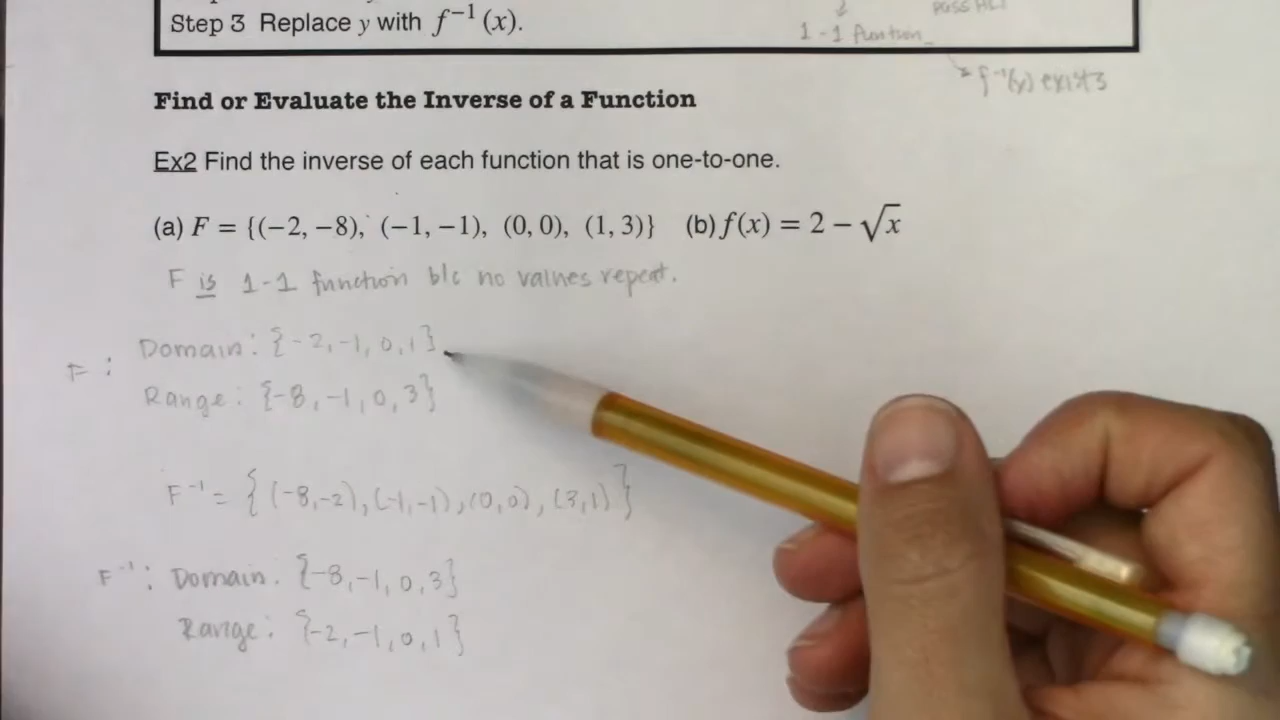 Step 3 Replace y with f⁻¹(x).
1-1 function
f⁻¹(x) exists
Find or Evaluate the Inverse of a Function
Ex2 Find the inverse of each function that is one-to-one.
(a) F = {(−2, −8), (−1, −1), (0, 0), (1, 3)} (b) f(x) = 2 − √x
F is 1-1 function b/c no values repeat.
F: Domain: {-2, -1, 0, 1}
Range: {-8, -1, 0, 3}
F⁻¹ = {(-8,-2), (-1,-1), (0,0), (3,1)}
F⁻¹: Domain: {-8, -1, 0, 3}
Range: {-2, -1, 0, 1}